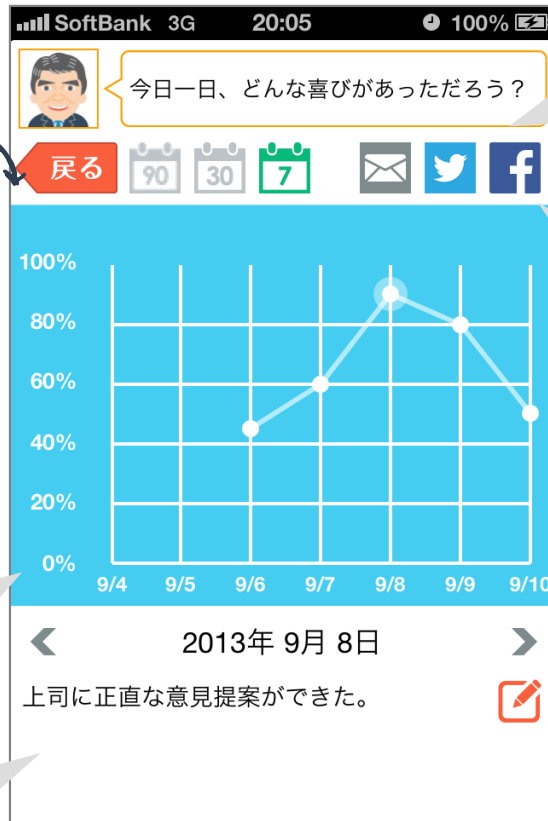 SoftBank 3G 20:05 100%
今日一日、どんな喜びがあっただろう？
戻る 90 30 7
100%
80%
60%
40%
20%
0%
9/4 9/5 9/6 9/7 9/8 9/9 9/10
2013年 9月 8日
上司に正直な意見提案ができた。